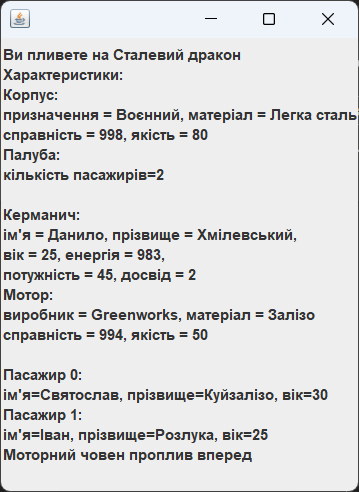 Ви пливете на Сталевий дракон
Характеристики:
Корпус:
призначення = Воєнний, матеріал = Легка сталь
справність = 998, якість = 80
Палуба:
кількість пасажирів=2
Керманич:
ім'я = Данило, прізвище = Хмілевський,
вік = 25, енергія = 983,
потужність = 45, досвід = 2
Мотор:
виробник = Greenworks, матеріал = Залізо
справність = 994, якість = 50
Пасажир 0:
ім'я=Святослав, прізвище=Куйзалізо, вік=30
Пасажир 1:
ім'я=Іван, прізвище=Розлука, вік=25
Моторний човен проплив вперед